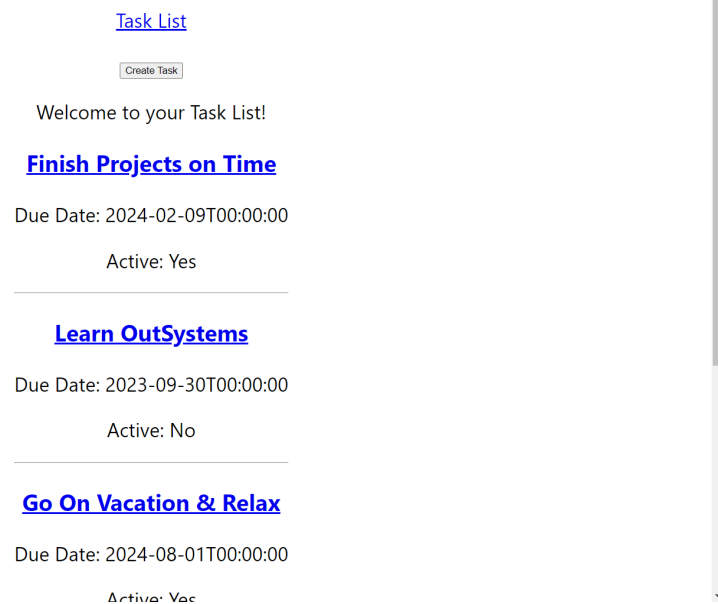 Task List
Create Task
Welcome to your Task List!
Finish Projects on Time
Due Date: 2024-02-09T00:00:00
Active: Yes
Learn OutSystems
Due Date: 2023-09-30T00:00:00
Active: No
Go On Vacation & Relax
Due Date: 2024-08-01T00:00:00
Active: Yes